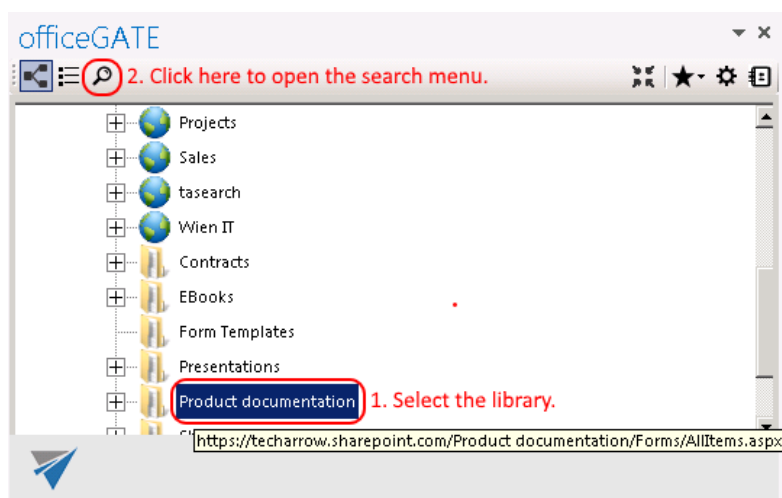 officeGATE
2. Click here to open the search menu.
Projects
Sales
tasearch
Wien IT
Contracts
EBooks
Form Templates
Presentations
Product documentation 1. Select the library.
https://techarrow.sharepoint.com/Product documentation/Forms/AllItems.aspx